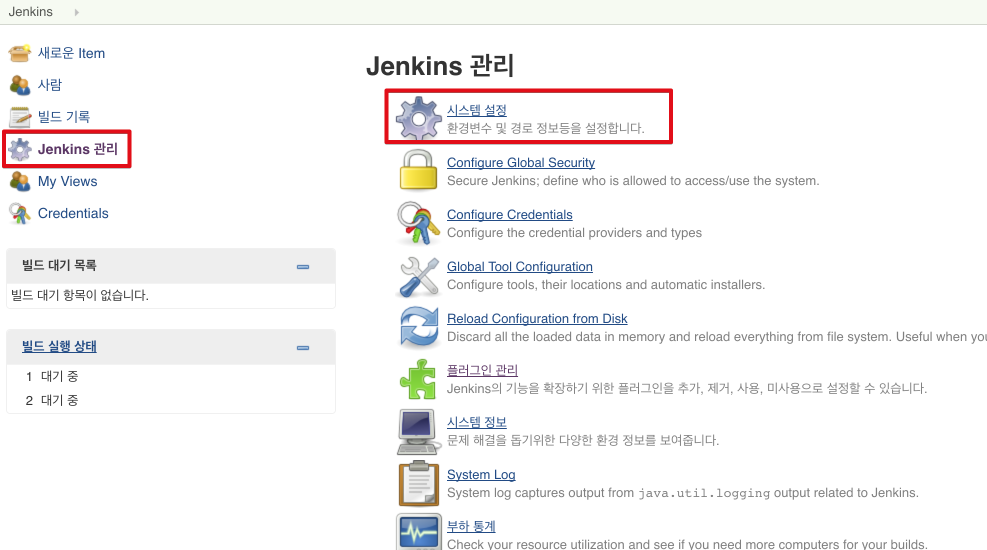 Jenkins
새로운 Item
사람
빌드 기록
Jenkins 관리
My Views
Credentials
빌드 대기 목록
빌드 대기 항목이 없습니다.
빌드 실행 상태
1 대기 중
2 대기 중
Jenkins 관리
시스템 설정
환경변수 및 경로 정보등을 설정합니다.
Configure Global Security
Secure Jenkins; define who is allowed to access/use the system.
Configure Credentials
Configure the credential providers and types
Global Tool Configuration
Configure tools, their locations and automatic installers.
Reload Configuration from Disk
Discard all the loaded data in memory and reload everything from file system. Useful when you
플러그인 관리
Jenkins의 기능을 확장하기 위한 플러그인을 추가, 제거, 사용, 미사용으로 설정할 수 있습니다.
시스템 정보
문제 해결을 돕기위한 다양한 환경 정보를 보여줍니다.
System Log
System log captures output from java.util.logging output related to Jenkins.
부하 통계
Check your resource utilization and see if you need more computers for your builds.